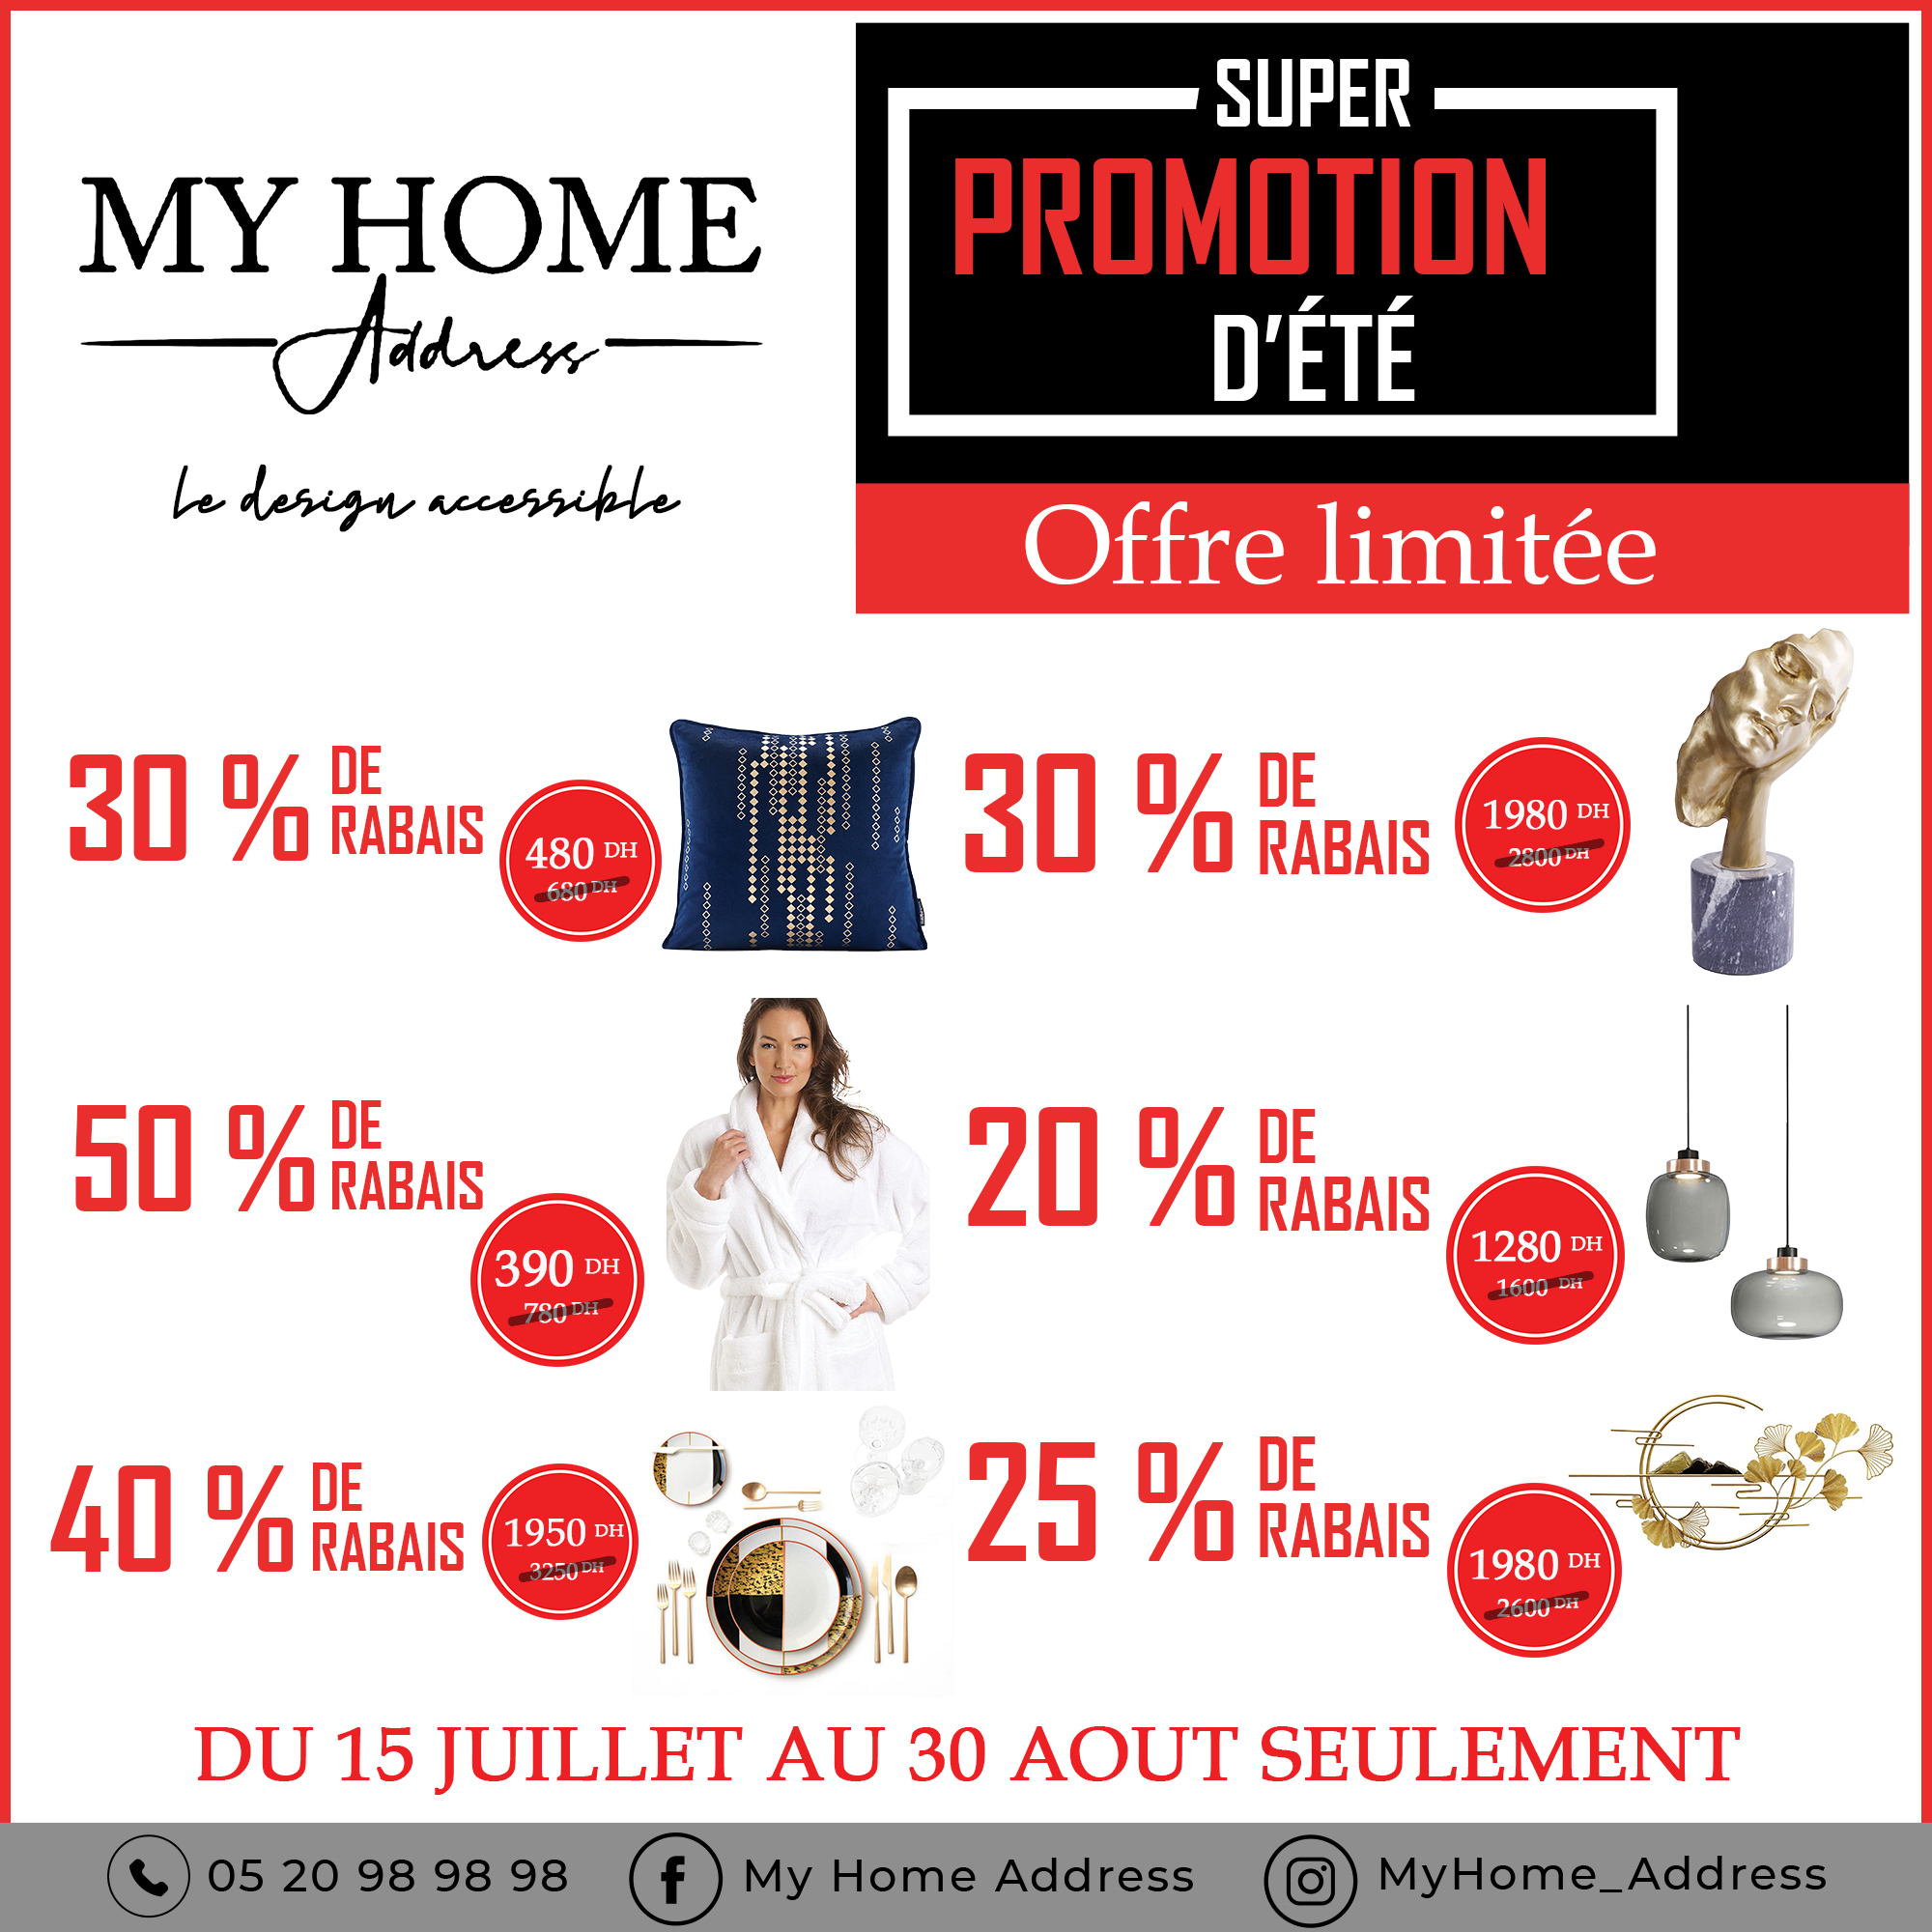 MY HOME
Address
Le design accessible
SUPER
PROMOTION
D’ÉTÉ
Offre limitée
30 % DE
RABAIS
480 DH
680 DH
30 % DE
RABAIS
1980 DH
2800 DH
50 % DE
RABAIS
390 DH
780 DH
20 % DE
RABAIS
1280 DH
1600 DH
40 % DE
RABAIS
1950 DH
3250 DH
25 % DE
RABAIS
1980 DH
2600 DH
DU 15 JUILLET AU 30 AOUT SEULEMENT
05 20 98 98 98
My Home Address
MyHome_Address